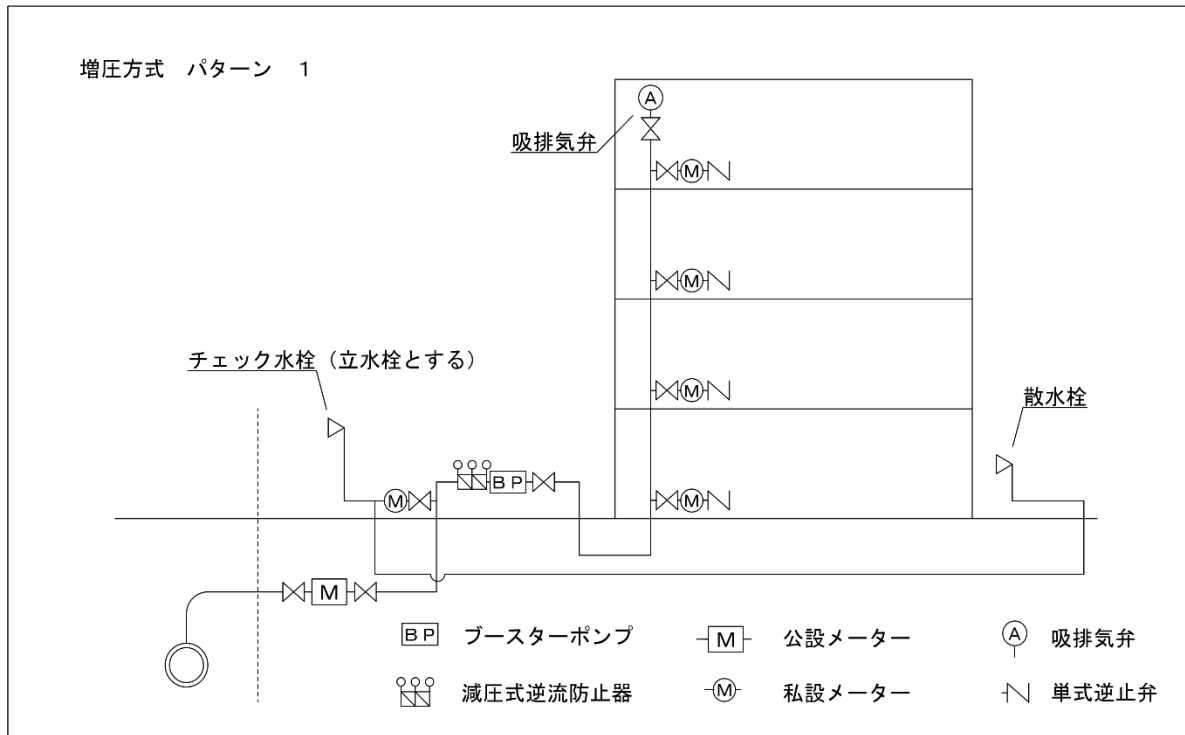 増圧方式 パターン 1
A
吸排気弁
M
M
チェック水栓（立水栓とする）
M
散水栓
BP
M
M
M
BP ブースターポンプ
M 公設メーター
A 吸排気弁
減圧式逆流防止器
M 私設メーター
単式逆止弁